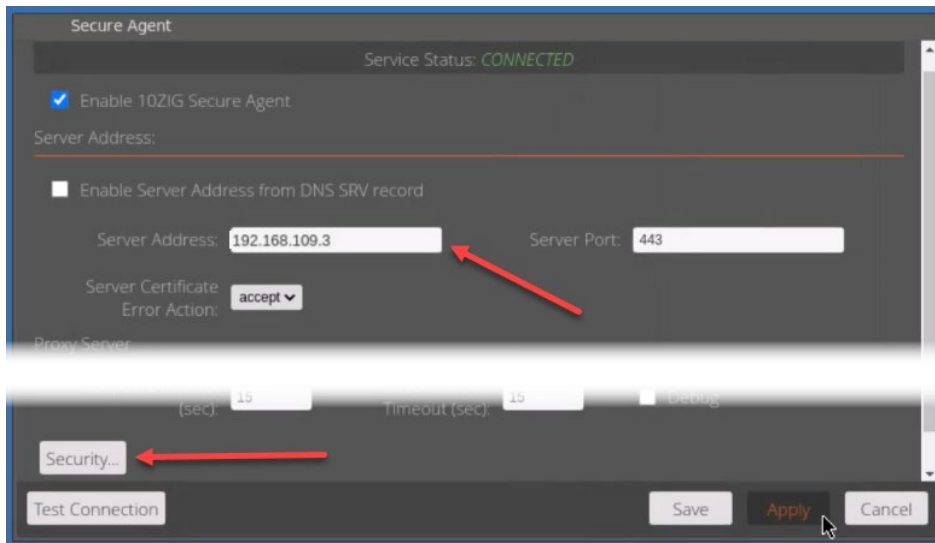 Secure Agent
Service Status: CONNECTED
Enable 10ZIG Secure Agent
Server Address:
Enable Server Address from DNS SRV record
Server Address: 192.168.109.3 Server Port: 443
Server Certificate
Error Action: accept
Proxy Server
(sec): 15 Timeout (sec): 15 Debug
Security...
Test Connection Save Apply Cancel